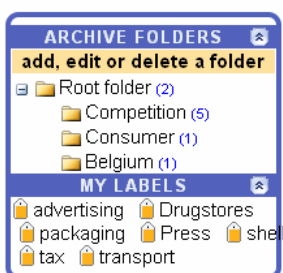 ARCHIVE FOLDERS
add, edit or delete a folder
Root folder (2)
Competition (5)
Consumer (1)
Belgium (1)
MY LABELS
advertising Drugstores
packaging Press shel
tax transport